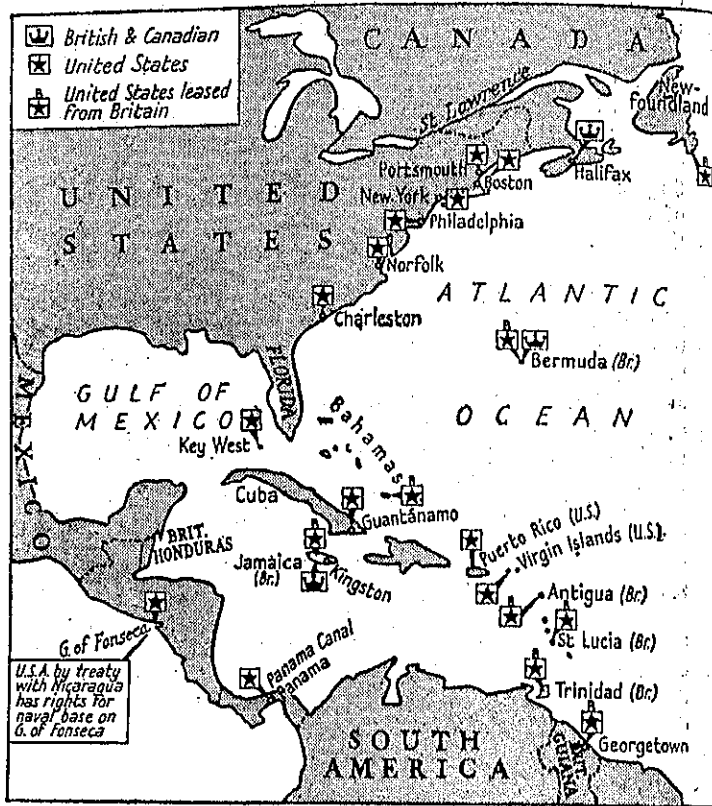 British & Canadian
United States
B
United States leased
from Britain
CANADA
St Lawrence
New-
foundland
B
Halifax
Portsmouth
Boston
New York
Philadelphia
UNITED
STATES
Norfolk
Charleston
ATLANTIC
OCEAN
B
Bermuda (Br.)
FLORIDA
GULF OF
MEXICO
Key West
MEXICO
Bahamas
B
Cuba
Guantánamo
BRIT.
HONDURAS
B
Jamaica
(Br.)
Kingston
Puerto Rico (U.S.)
Virgin Islands (U.S.)
B
Antigua (Br.)
B
St Lucia (Br.)
G. of Fonseca
U.S.A. by treaty
with Nicaragua
has rights for
naval base on
G. of Fonseca
Panama Canal
Panama
B
Trinidad (Br.)
B
Georgetown
SOUTH
AMERICA
BRIT.
GUIANA